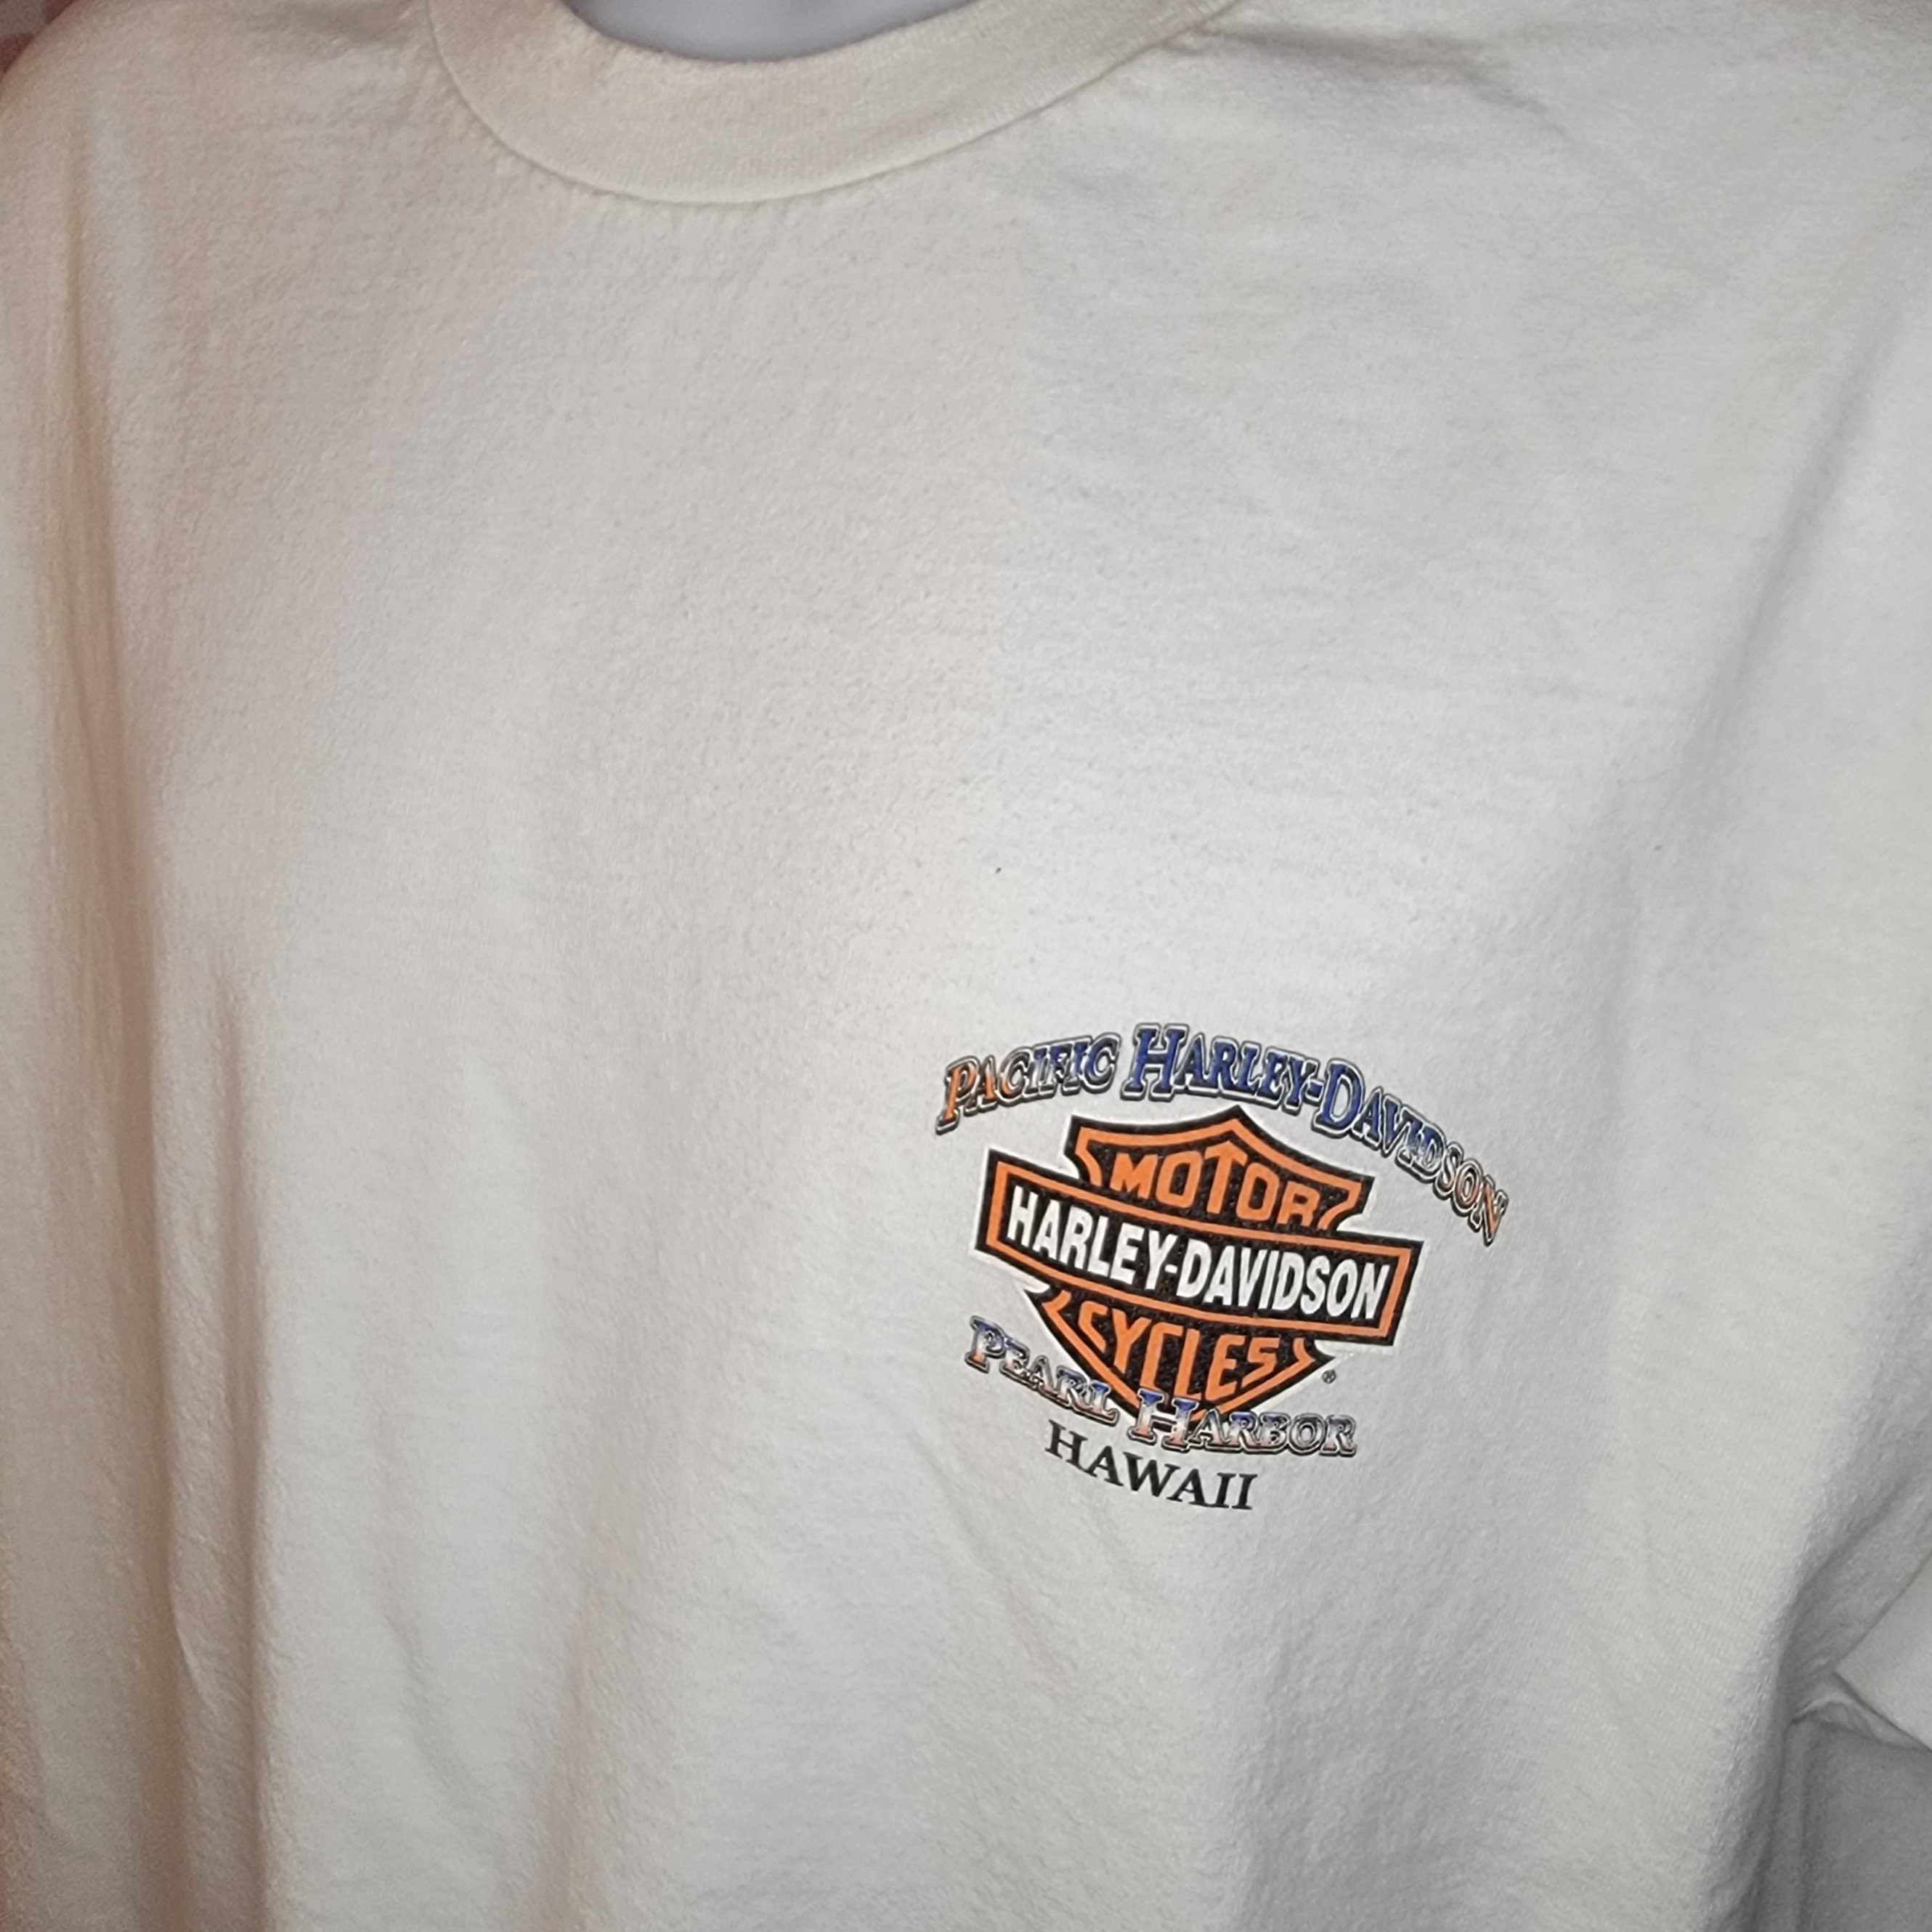 PACIFIC HARLEY-DAVIDSON
MOTOR
HARLEY-DAVIDSON
CYCLES
PEARL HARBOR
HAWAII